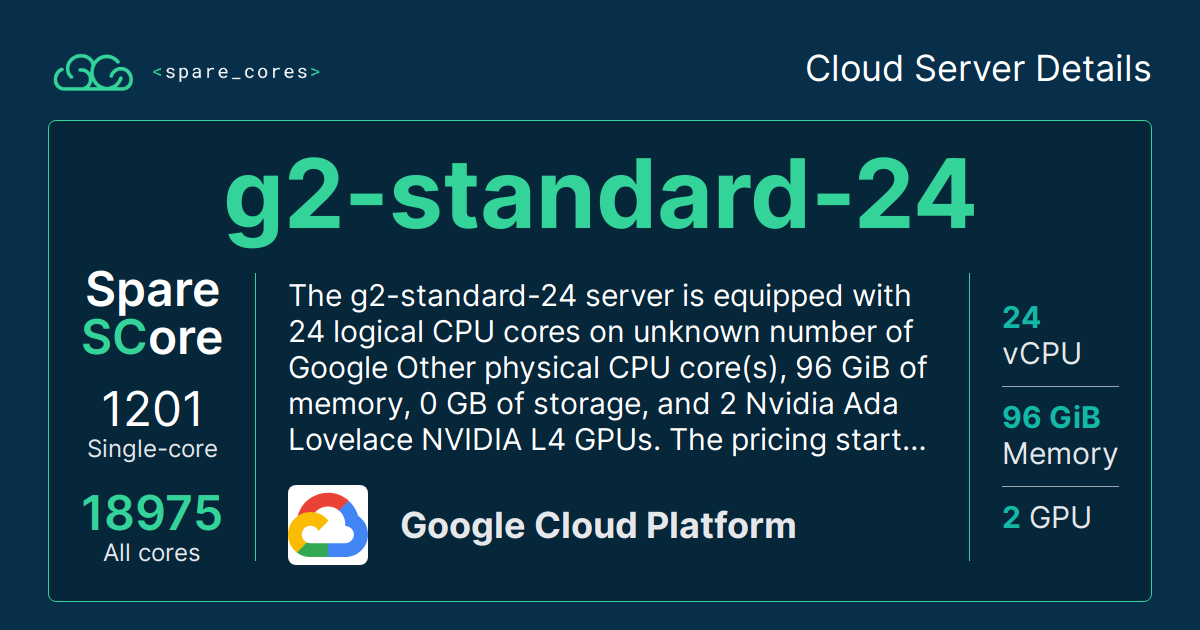 <spare_cores>
Cloud Server Details
g2-standard-24
Spare
SCore
1201
Single-core
18975
All cores
The g2-standard-24 server is equipped with
24 logical CPU cores on unknown number of
Google Other physical CPU core(s), 96 GiB of
memory, 0 GB of storage, and 2 Nvidia Ada
Lovelace NVIDIA L4 GPUs. The pricing start...
Google Cloud Platform
24
vCPU
96 GiB
Memory
2 GPU